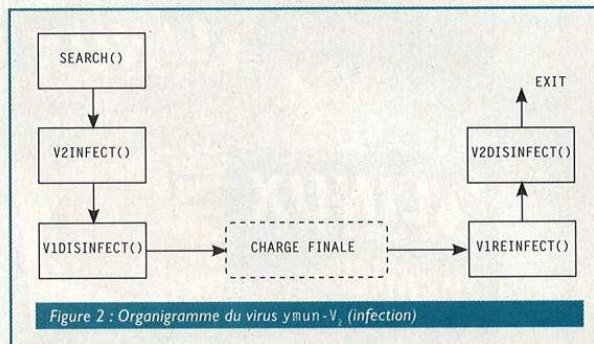 SEARCH()
V2INFECT()
V1DISINFECT()
CHARGE FINALE
V1REINFECT()
V2DISINFECT()
EXIT
Figure 2 : Organigramme du virus ymun-V₂ (infection)